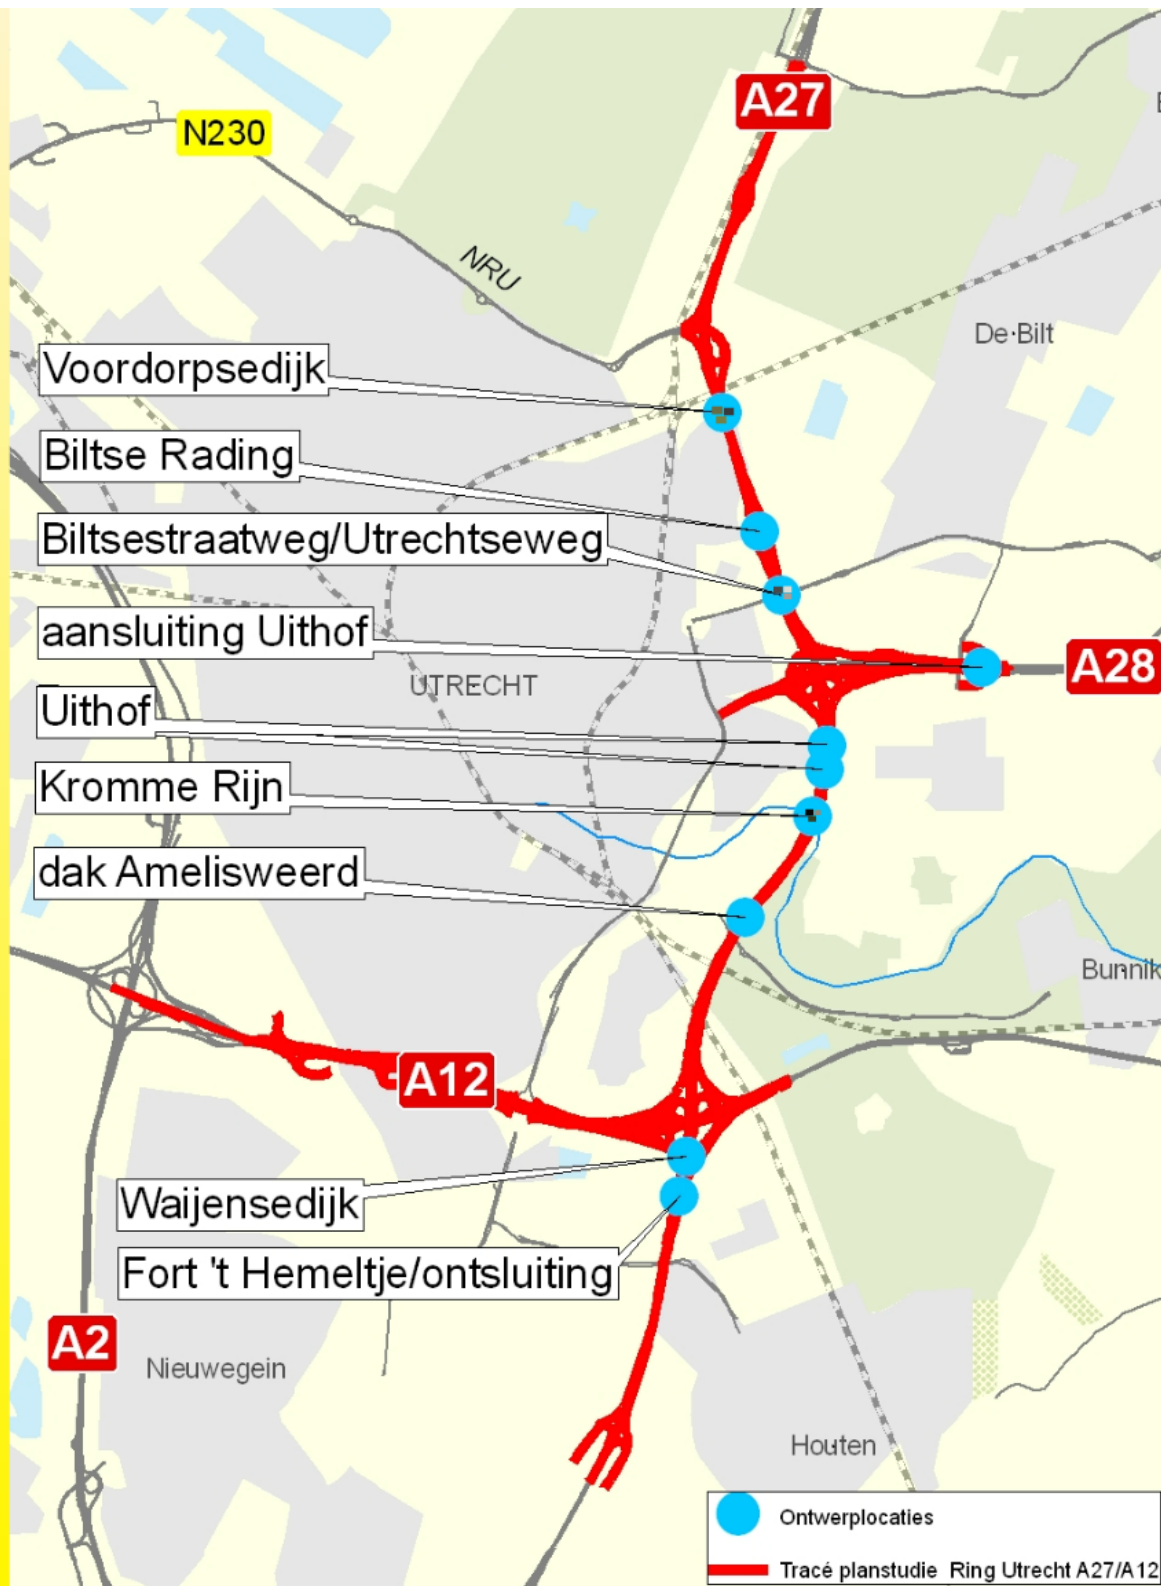 A27
N230
NRU
De Bilt
Voordorpsedijk
Biltse Rading
Biltsestraatweg/Utrechtseweg
aansluiting Uithof
A28
UTRECHT
Uithof
Kromme Rijn
dak Amelisweerd
Bunnik
A12
Waijensedijk
Fort 't Hemeltje/ontsluiting
A2
Nieuwegein
Houten
Ontwerplocaties
Tracé planstudie Ring Utrecht A27/A12